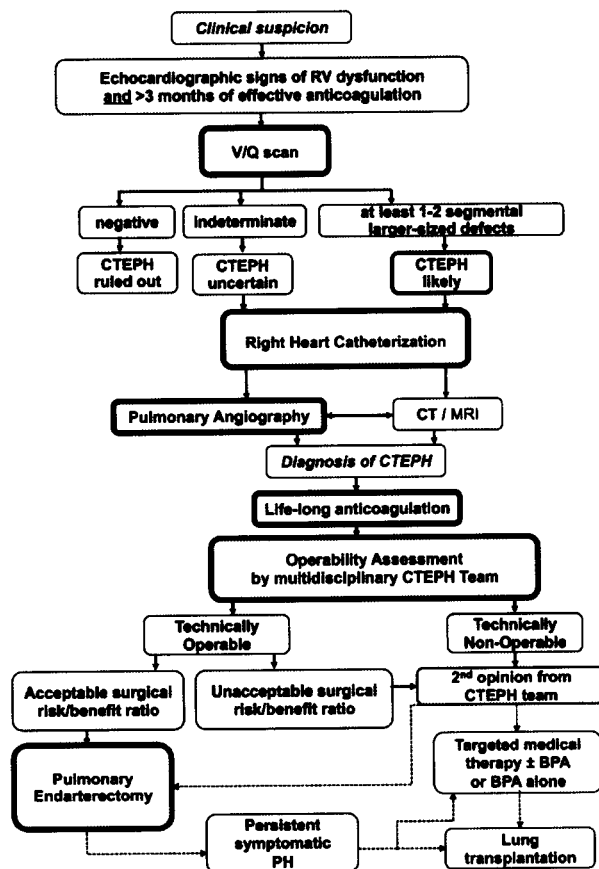 Clinical suspicion
Echocardiographic signs of RV dysfunction
and >3 months of effective anticoagulation
V/Q scan
negative
indeterminate
at least 1-2 segmental
larger-sized defects
CTEPH
ruled out
CTEPH
uncertain
CTEPH
likely
Right Heart Catheterization
Pulmonary Angiography
CT / MRI
Diagnosis of CTEPH
Life-long anticoagulation
Operability Assessment
by multidisciplinary CTEPH Team
Technically
Operable
Technically
Non-Operable
Acceptable surgical
risk/benefit ratio
Unacceptable surgical
risk/benefit ratio
2nd opinion from
CTEPH team
Targeted medical
therapy ± BPA
or BPA alone
Pulmonary
Endarterectomy
Persistent
symptomatic
PH
Lung
transplantation